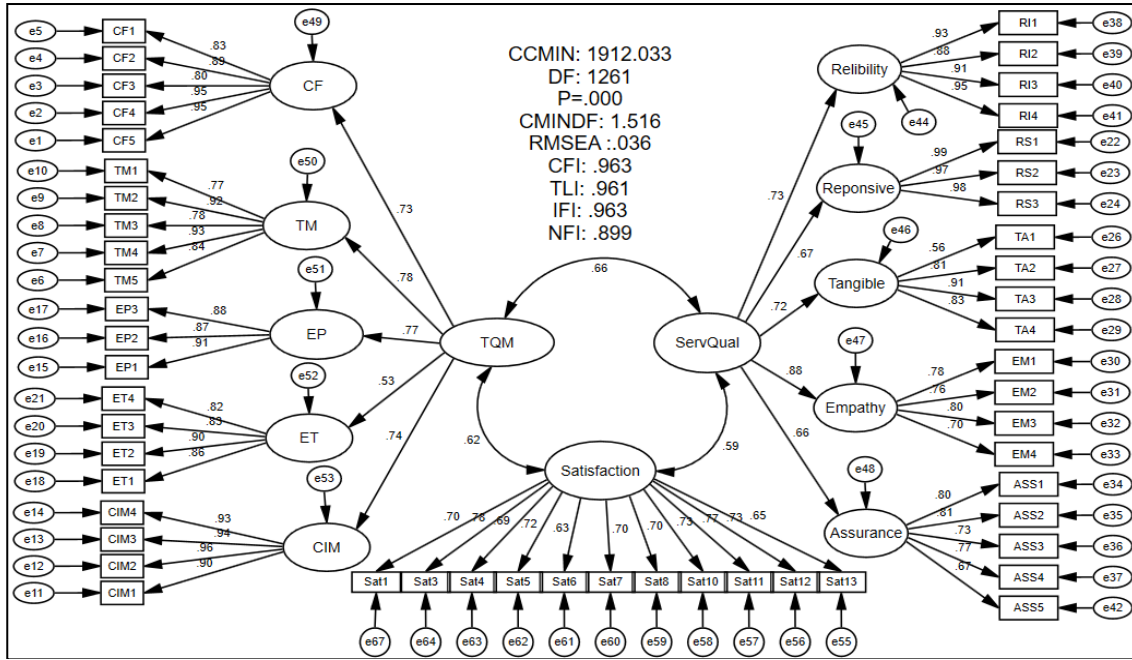 CCMIN: 1912.033
DF: 1261
P=.000
CMINDF: 1.516
RMSEA :.036
CFI: .963
TLI: .961
IFI: .963
NFI: .899
e49
CF
e5 CF1 .83
e4 CF2 .89
e3 CF3 .80
e2 CF4 .95
e1 CF5 .95
.73
e50
TM
e10 TM1 .77
e9 TM2 .92
e8 TM3 .78
e7 TM4 .93
e6 TM5 .84
.78
e51
EP
e17 EP3 .88
e16 EP2 .87
e15 EP1 .91
.77
e52
ET
e21 ET4 .82
e20 ET3 .83
e19 ET2 .90
e18 ET1 .86
.53
e53
CIM
e14 CIM4 .93
e13 CIM3 .94
e12 CIM2 .96
e11 CIM1 .90
.74
TQM
.66
ServQual
.62
.59
Satisfaction
.70 .78 .69 .72 .63 .70 .70 .73 .77 .73 .65
Sat1 Sat3 Sat4 Sat5 Sat6 Sat7 Sat8 Sat10 Sat11 Sat12 Sat13
e67 e64 e63 e62 e61 e60 e59 e58 e57 e56 e55
.73
Relibility
e44
.93 RI1 e38
.88 RI2 e39
.91 RI3 e40
.95 RI4 e41
.67
e45
Reponsive
.99 RS1 e22
.97 RS2 e23
.98 RS3 e24
.72
e46
Tangible
.56 TA1 e26
.81 TA2 e27
.91 TA3 e28
.83 TA4 e29
.88
e47
Empathy
.78 EM1 e30
.76 EM2 e31
.80 EM3 e32
.70 EM4 e33
.66
e48
Assurance
.80 ASS1 e34
.81 ASS2 e35
.73 ASS3 e36
.77 ASS4 e37
.67 ASS5 e42